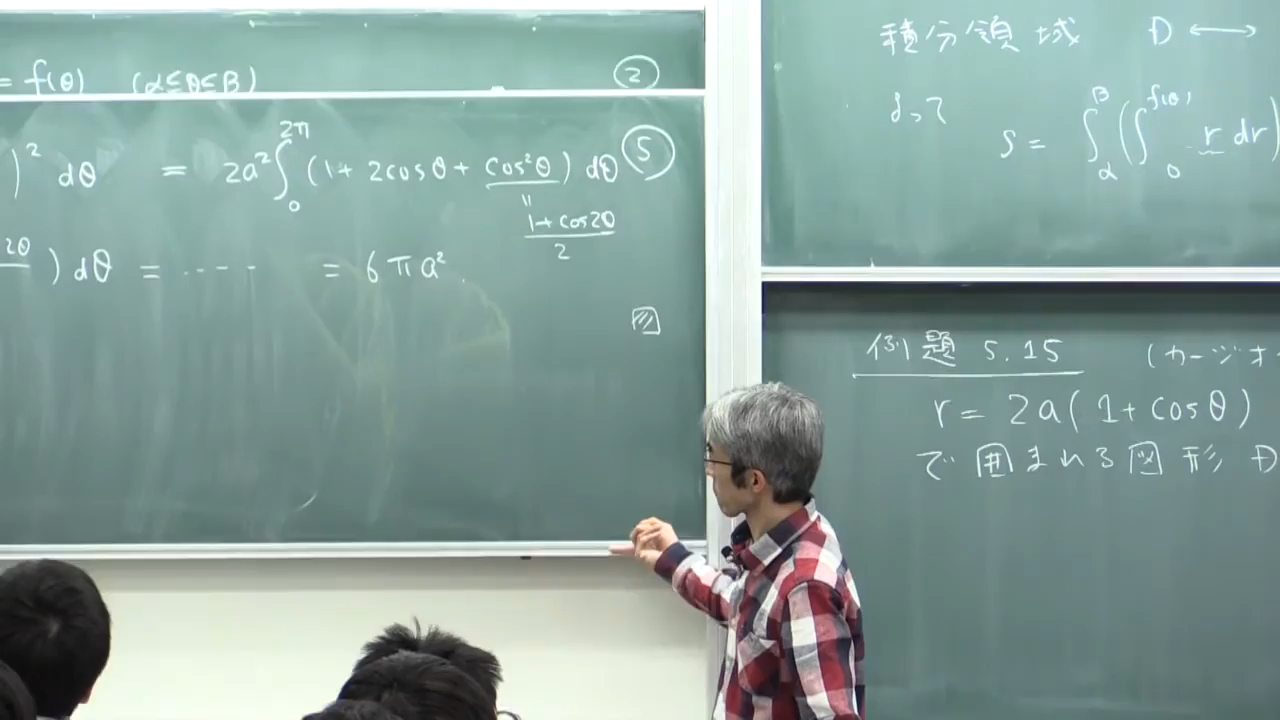 = f(θ) (α≦θ≦β) ②
)² dθ = 2a² ∫₀^{2π} (1 + 2cosθ + cos²θ) dθ ⑤
"
1+cos2θ
2
2θ
) dθ = ---- = 6πa².
積分領域 D ⟷
よって S = ∫_α^β (∫₀^{f(θ)} r dr)
例題 5.15 (カージオ
r = 2a(1 + cosθ)
で囲まれる図形 D